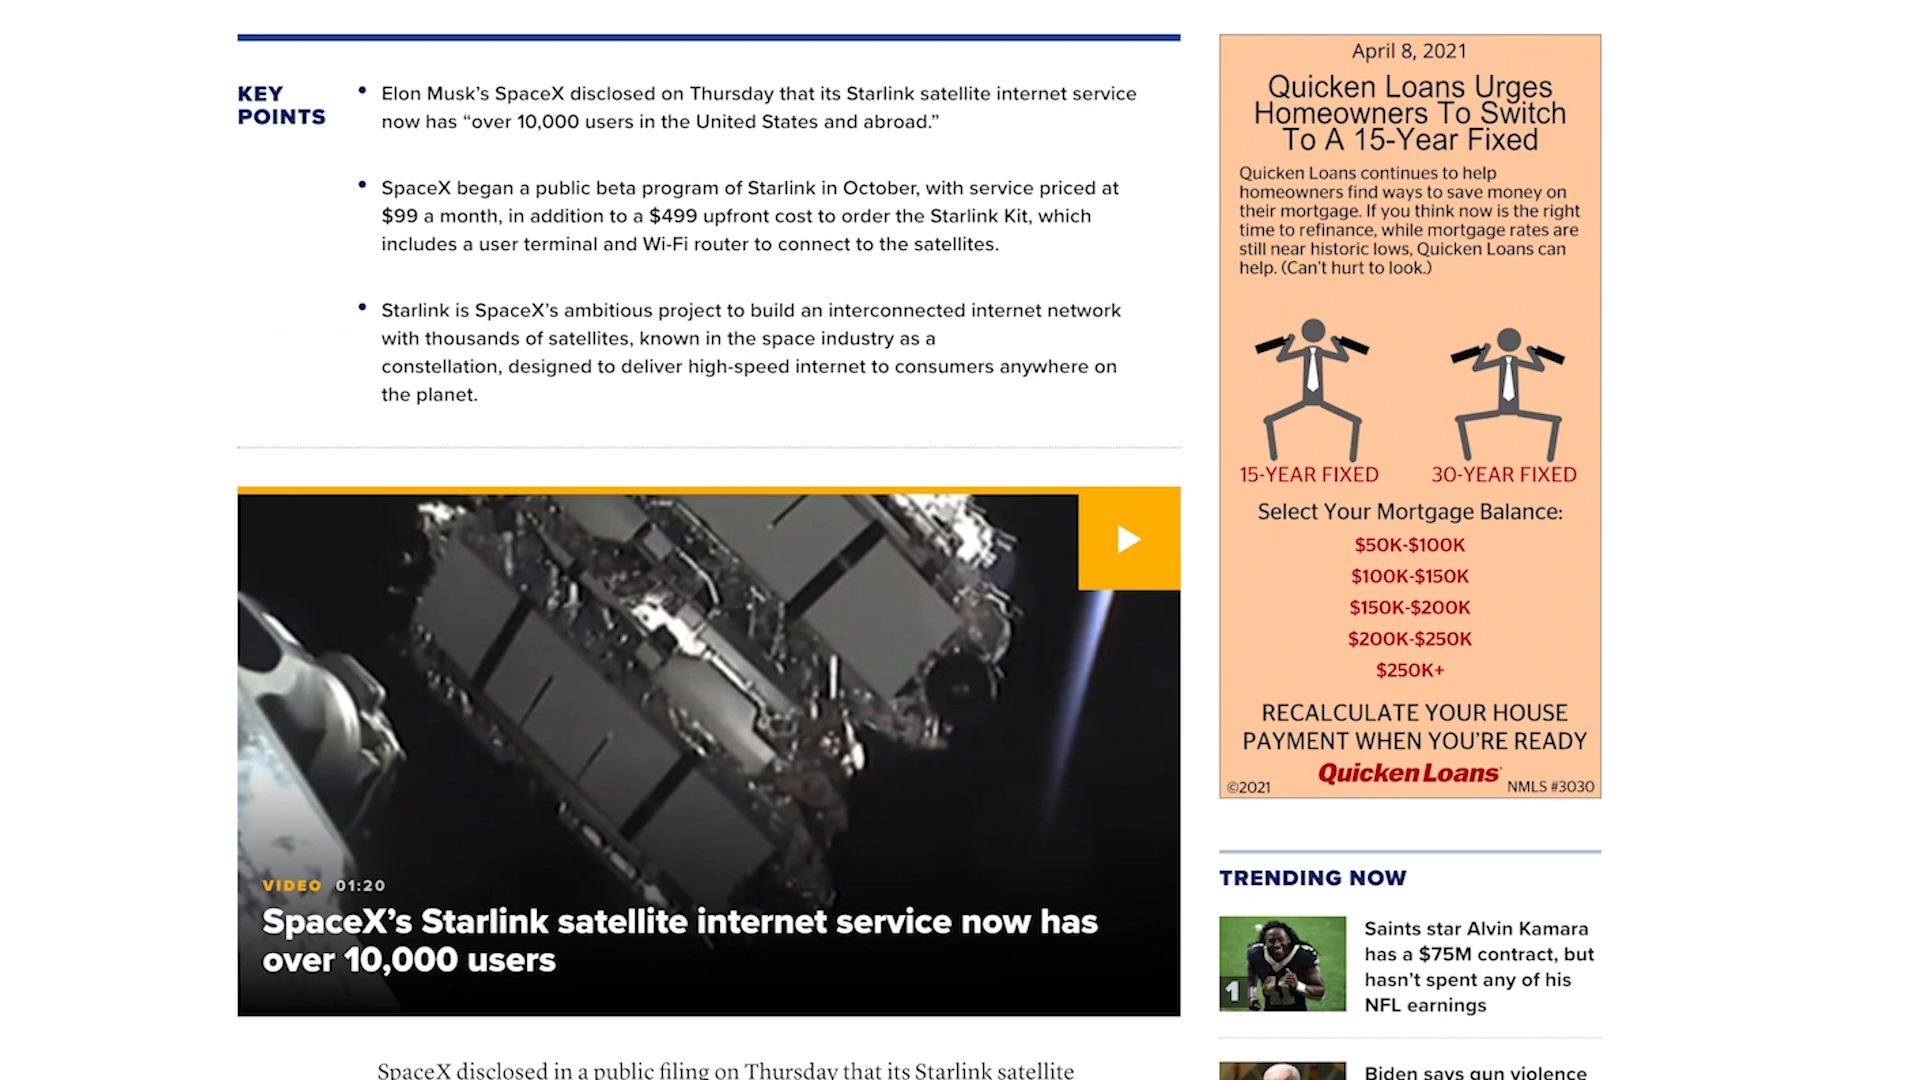 KEY
POINTS
Elon Musk’s SpaceX disclosed on Thursday that its Starlink satellite internet service
now has “over 10,000 users in the United States and abroad.”
SpaceX began a public beta program of Starlink in October, with service priced at
$99 a month, in addition to a $499 upfront cost to order the Starlink Kit, which
includes a user terminal and Wi-Fi router to connect to the satellites.
Starlink is SpaceX’s ambitious project to build an interconnected internet network
with thousands of satellites, known in the space industry as a
constellation, designed to deliver high-speed internet to consumers anywhere on
the planet.
VIDEO 01:20
SpaceX’s Starlink satellite internet service now has
over 10,000 users
SpaceX disclosed in a public filing on Thursday that its Starlink satellite
April 8, 2021
Quicken Loans Urges
Homeowners To Switch
To A 15-Year Fixed
Quicken Loans continues to help
homeowners find ways to save money on
their mortgage. If you think now is the right
time to refinance, while mortgage rates are
still near historic lows, Quicken Loans can
help. (Can't hurt to look.)
15-YEAR FIXED 30-YEAR FIXED
Select Your Mortgage Balance:
$50K-$100K
$100K-$150K
$150K-$200K
$200K-$250K
$250K+
RECALCULATE YOUR HOUSE
PAYMENT WHEN YOU'RE READY
Quicken Loans
©2021 NMLS #3030
TRENDING NOW
1
Saints star Alvin Kamara
has a $75M contract, but
hasn’t spent any of his
NFL earnings
Biden says gun violence